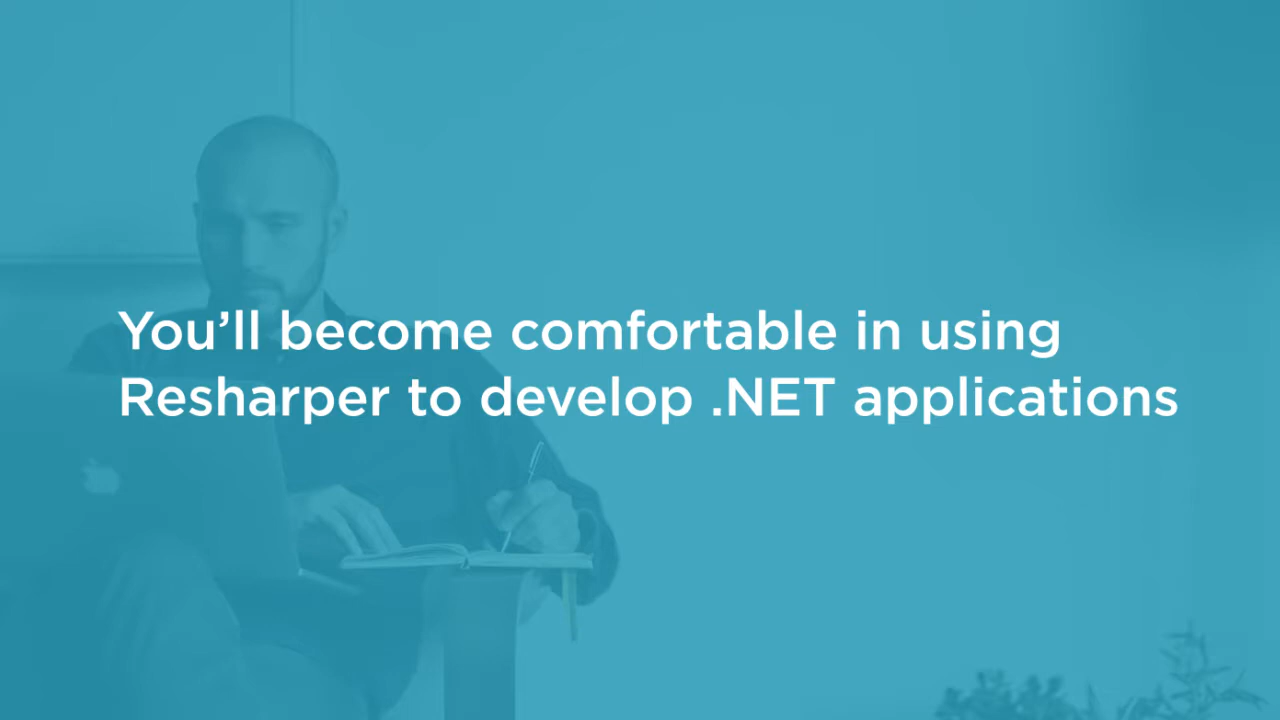 You’ll become comfortable in using
Resharper to develop .NET applications